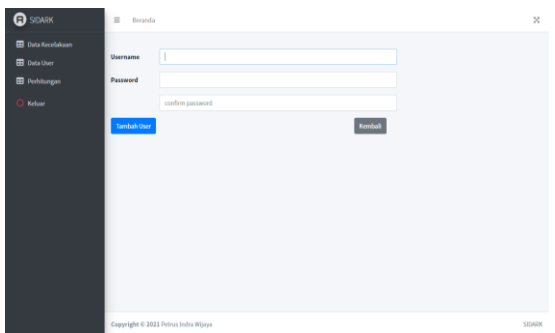 SIDARK
Beranda
Data Kecelakaan
Data User
Perhitungan
Keluar
Username
Password
confirm password
Tambah User
Kembali
Copyright © 2021 Petrus Indra Wijaya
SIDARK